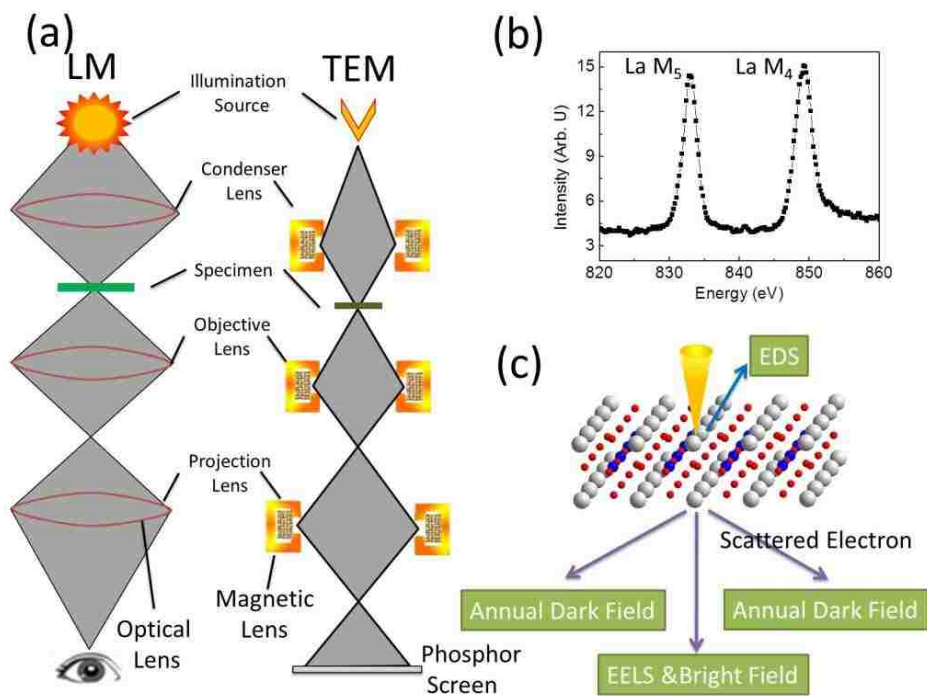 (a)
LM
TEM
Illumination
Source
Condenser
Lens
Specimen
Objective
Lens
Projection
Lens
Magnetic
Lens
Optical
Lens
Phosphor
Screen
(b)
La M5
La M4
Intensity (Arb. U)
15
12
9
6
3
820 830 840 850 860
Energy (eV)
(c)
EDS
Scattered Electron
Annual Dark Field
Annual Dark Field
EELS &Bright Field